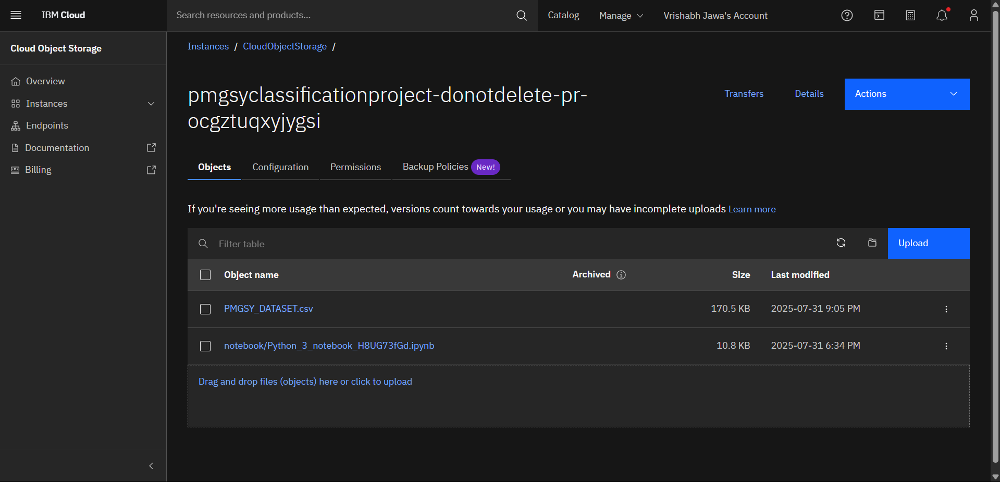 IBM Cloud
Search resources and products...
Catalog
Manage
Vrishabh Jawa's Account
Cloud Object Storage
Overview
Instances
Endpoints
Documentation
Billing
Instances / CloudObjectStorage /
pmgsyclassificationproject-donotdelete-pr-
ocgztuqxyjygsi
Transfers
Details
Actions
Objects
Configuration
Permissions
Backup Policies New!
If you're seeing more usage than expected, versions count towards your usage or you may have incomplete uploads Learn more
Filter table
Upload
Object name
Archived
Size
Last modified
PMGSY_DATASET.csv
170.5 KB
2025-07-31 9:05 PM
notebook/Python_3_notebook_H8UG73fGd.ipynb
10.8 KB
2025-07-31 6:34 PM
Drag and drop files (objects) here or click to upload